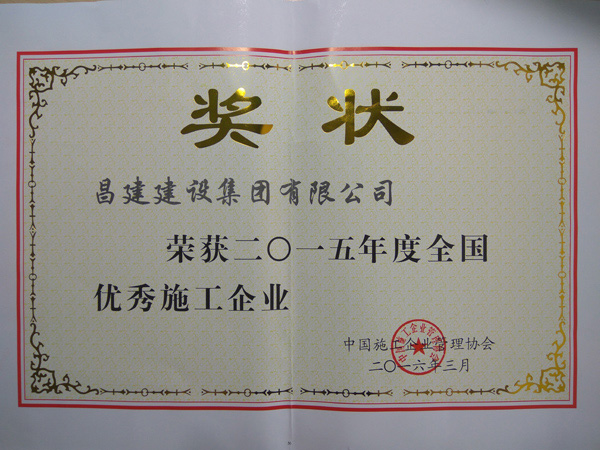 奖状
昌建建设集团有限公司
荣获二〇一五年度全国
优秀施工企业
中国施工企业管理协会
二〇一六年三月